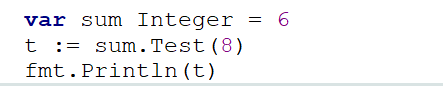 var sum Integer = 6
t := sum.Test(8)
fmt.Println(t)